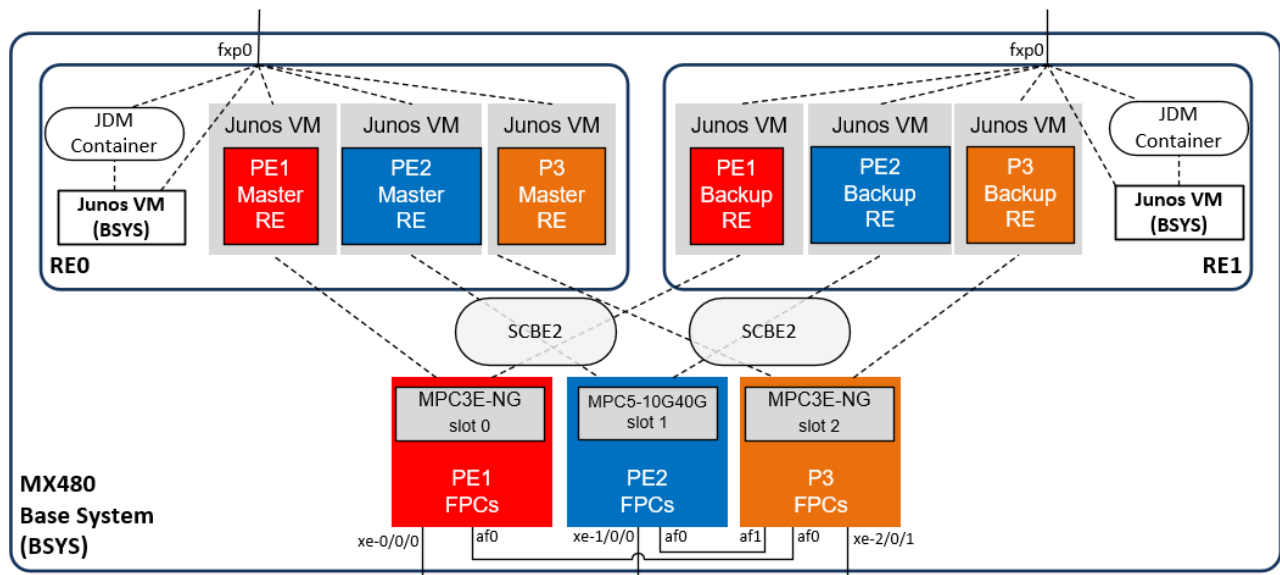 fxp0
fxp0
JDM
Container
Junos VM
Junos VM
Junos VM
PE1
Master
RE
PE2
Master
RE
P3
Master
RE
Junos VM
(BSYS)
RE0
Junos VM
Junos VM
Junos VM
PE1
Backup
RE
PE2
Backup
RE
P3
Backup
RE
JDM
Container
Junos VM
(BSYS)
RE1
SCBE2
SCBE2
MPC3E-NG
slot 0
PE1
FPCs
MPC5-10G40G
slot 1
PE2
FPCs
MPC3E-NG
slot 2
P3
FPCs
MX480
Base System
(BSYS)
xe-0/0/0
af0
xe-1/0/0
af0
af1
af0
xe-2/0/1